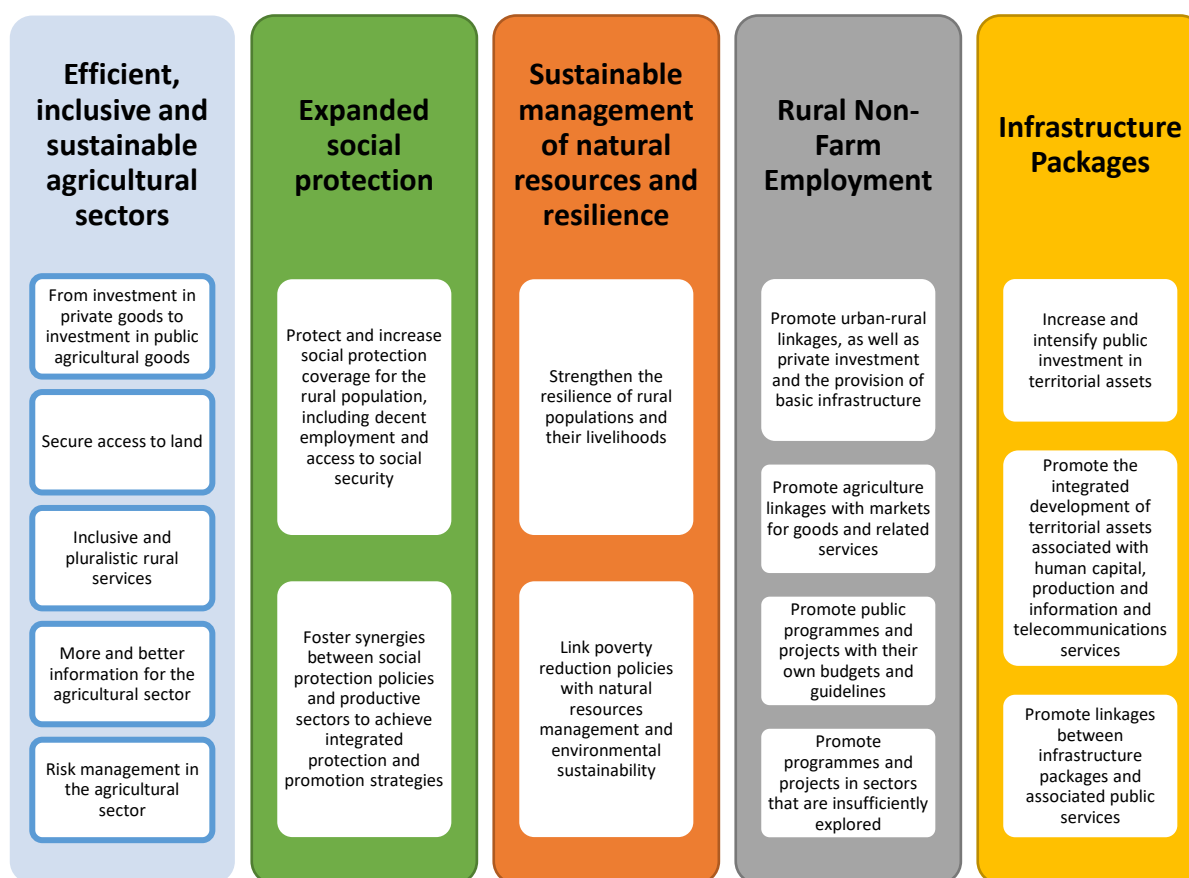 Efficient,
inclusive and
sustainable
agricultural
sectors
From investment in
private goods to
investment in public
agricultural goods
Secure access to land
Inclusive and
pluralistic rural
services
More and better
information for the
agricultural sector
Risk management in
the agricultural
sector
Expanded
social
protection
Protect and increase
social protection
coverage for the
rural population,
including decent
employment and
access to social
security
Foster synergies
between social
protection policies
and productive
sectors to achieve
integrated
protection and
promotion strategies
Sustainable
management
of natural
resources and
resilience
Strengthen the
resilience of rural
populations and
their livelihoods
Link poverty
reduction policies
with natural
resources
management and
environmental
sustainability
Rural Non-
Farm
Employment
Promote urban-rural
linkages, as well as
private investment
and the provision of
basic infrastructure
Promote agriculture
linkages with markets
for goods and related
services
Promote public
programmes and
projects with their
own budgets and
guidelines
Promote
programmes and
projects in sectors
that are insufficiently
explored
Infrastructure
Packages
Increase and
intensify public
investment in
territorial assets
Promote the
integrated
development of
territorial assets
associated with
human capital,
production and
information and
telecommunications
services
Promote linkages
between
infrastructure
packages and
associated public
services